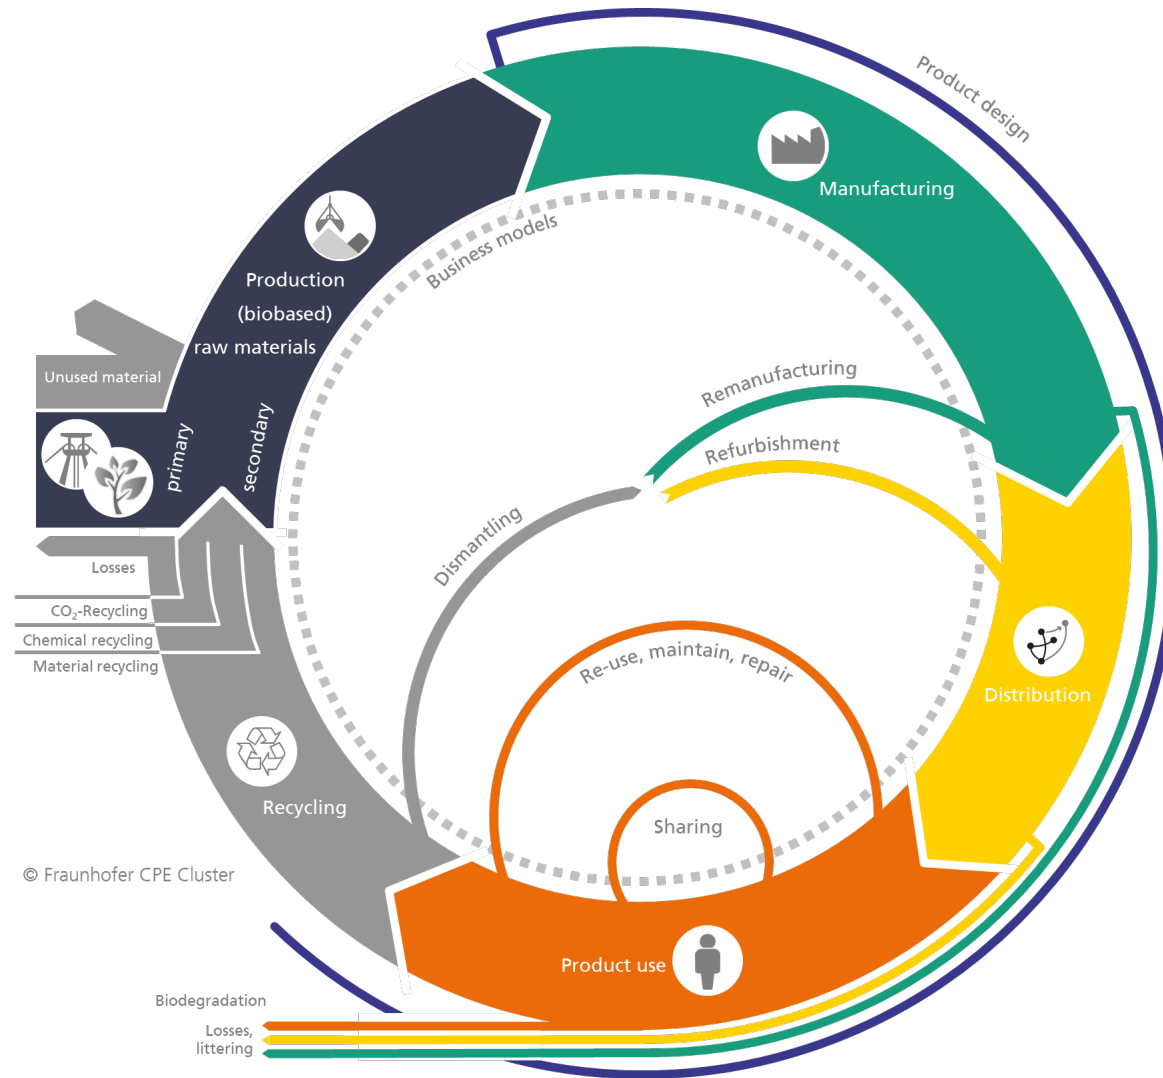 Product design
Manufacturing
Business models
Production
(biobased)
raw materials
Unused material
primary
secondary
Remanufacturing
Refurbishment
Dismantling
Losses
CO₂-Recycling
Chemical recycling
Material recycling
Re-use, maintain, repair
Distribution
Recycling
Sharing
© Fraunhofer CPE Cluster
Product use
Biodegradation
Losses,
littering